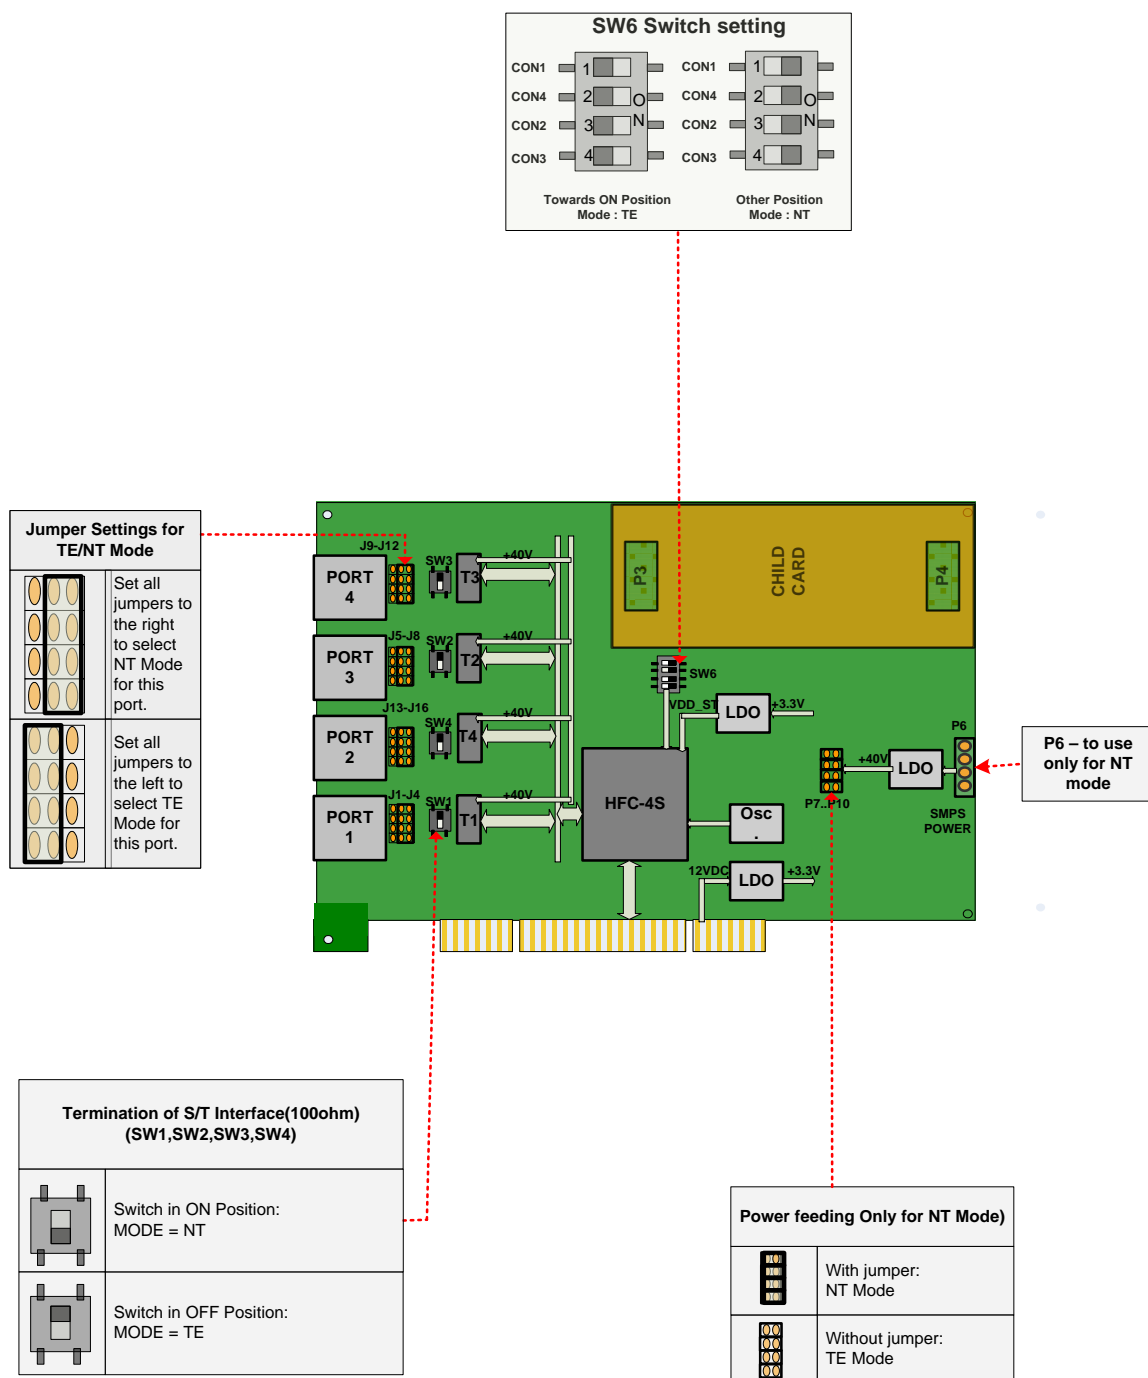 SW6 Switch setting
CON1 1 CON1 1
CON4 2 O CON4 2 O
CON2 3 N CON2 3 N
CON3 4 CON3 4
Towards ON Position
Mode : TE
Other Position
Mode : NT
Jumper Settings for
TE/NT Mode
Set all
jumpers to
the right
to select
NT Mode
for this
port.
Set all
jumpers to
the left to
select TE
Mode for
this port.
J9-J12
PORT
4
SW3
T3
+40V
J5-J8
PORT
3
SW2
T2
+40V
J13-J16
PORT
2
SW4
T4
+40V
J1-J4
PORT
1
SW1
T1
+40V
P3
CHILD
CARD
P4
SW6
VDD_ST
LDO
+3.3V
HFC-4S
Osc
.
12VDC
LDO
+3.3V
P7..P10
+40V
LDO
P6
SMPS
POWER
P6 – to use
only for NT
mode
Termination of S/T Interface(100ohm)
(SW1,SW2,SW3,SW4)
Switch in ON Position:
MODE = NT
Switch in OFF Position:
MODE = TE
Power feeding Only for NT Mode)
With jumper:
NT Mode
Without jumper:
TE Mode